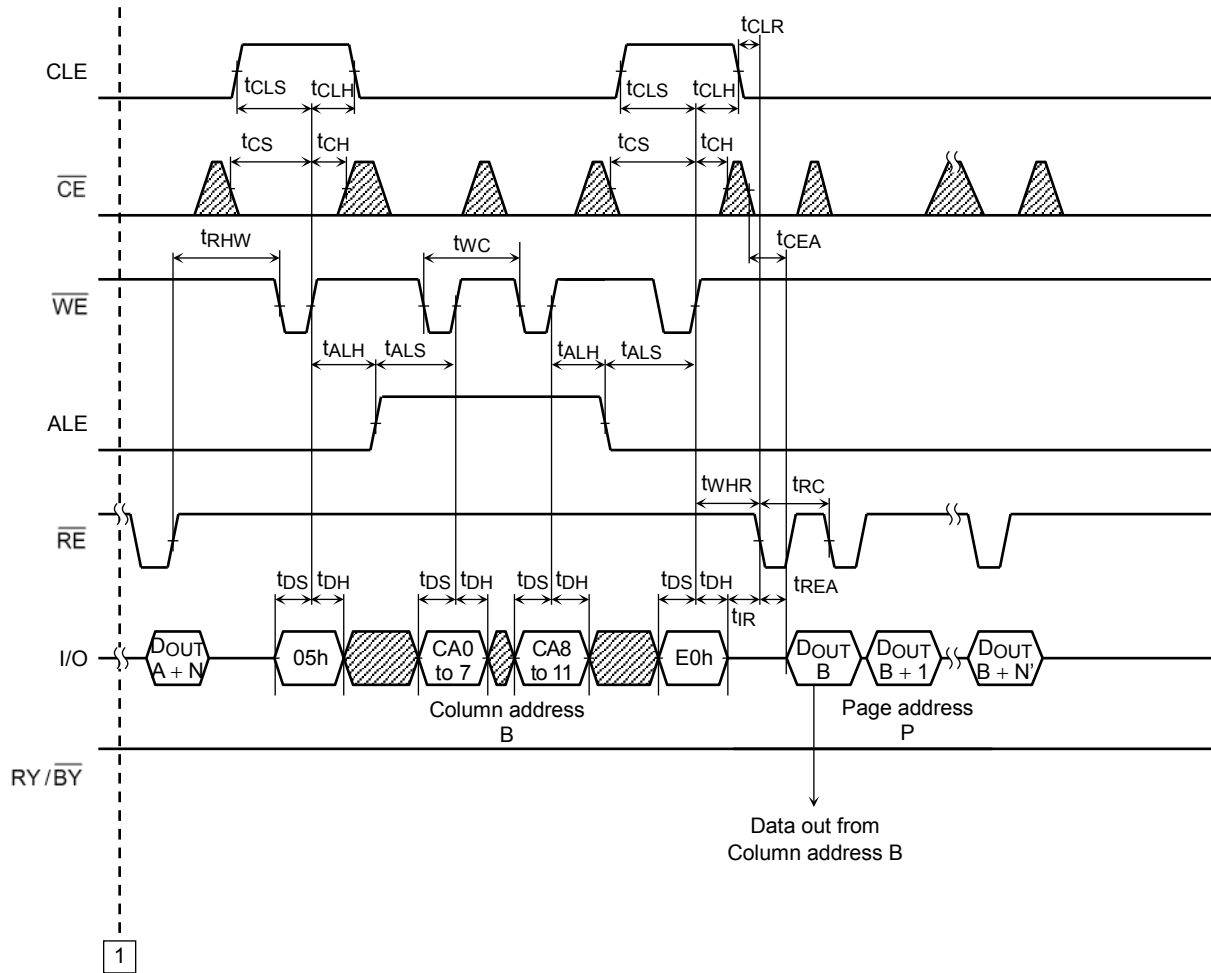 tCLR
CLE
tCLS tCLH tCLS tCLH
tCS tCH tCS tCH
CE
tRHW tWC tCEA
WE
tALH tALS tALH tALS
ALE
tWHR tRC
RE
tDS tDH tDS tDH tDS tDH tDS tDH tREA
tIR
I/O
DOUT
A + N
05h
CA0
to 7
CA8
to 11
E0h
DOUT
B
DOUT
B + 1
DOUT
B + N'
Column address
B
Page address
P
RY/BY
Data out from
Column address B
1